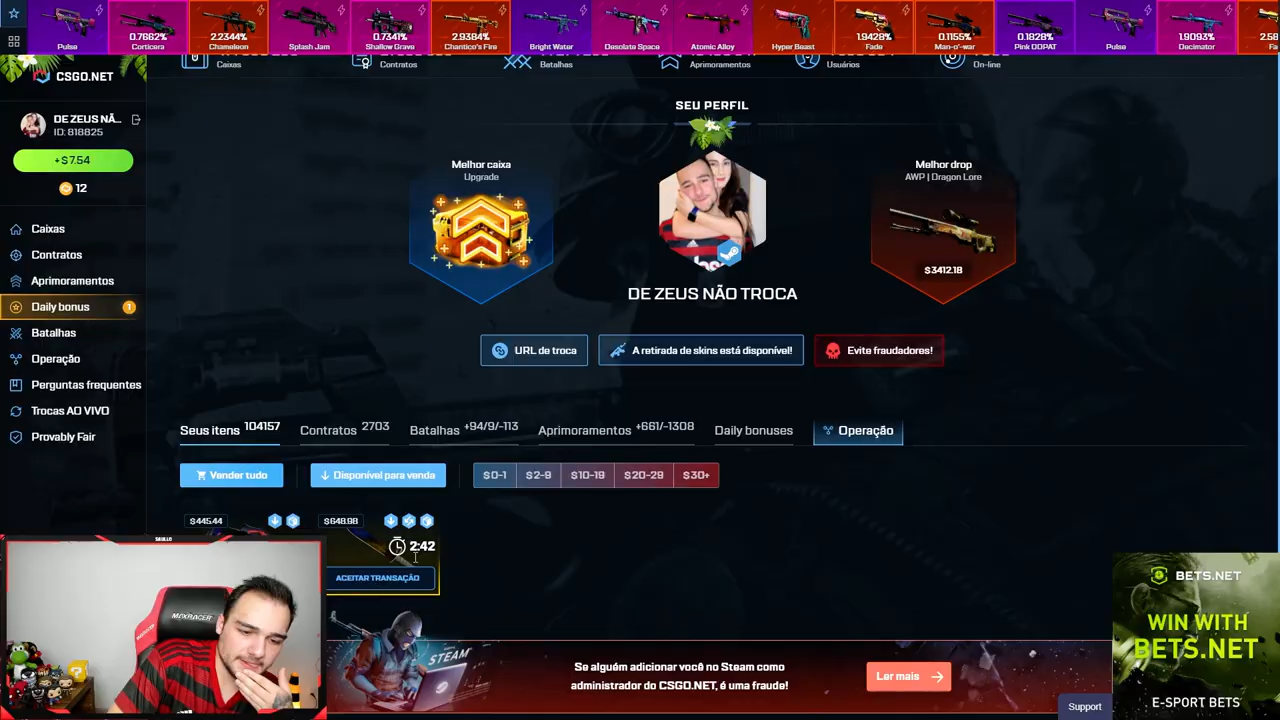 Pulse
0.7662%
Corticera
2.2344%
Chameleon
Splash Jam
0.7341%
Shallow Grave
2.9384%
Chantico's Fire
Bright Water
Desolate Space
Atomic Alloy
Hyper Beast
1.9428%
Fade
0.1155%
Man-o'-war
0.1828%
Pink DDPAT
Pulse
1.9093%
Decimator
CSGO.NET
Caixas
Contratos
Batalhas
Aprimoramentos
Usuários
On-line
DE ZEUS NÃ...
ID: 818825
+$7.54
12
Caixas
Contratos
Aprimoramentos
Daily bonus
1
Batalhas
Operação
Perguntas frequentes
Trocas AO VIVO
Provably Fair
SEU PERFIL
Melhor caixa
Upgrade
Melhor drop
AWP | Dragon Lore
$3412.18
DE ZEUS NÃO TROCA
URL de troca
A retirada de skins está disponível!
Evite fraudadores!
Seus itens 104157
Contratos 2703
Batalhas +94/9/-113
Aprimoramentos +661/-1308
Daily bonuses
Operação
Vender tudo
Disponível para venda
$0-1
$2-9
$10-19
$20-29
$30+
$445.44
$648.98
2:42
ACEITAR TRANSAÇÃO
SAULLO
MAXRACER
STEAM
Se alguém adicionar você no Steam como
administrador do CSGO.NET, é uma fraude!
Ler mais
BETS.NET
WIN WITH
BETS.NET
E-SPORT BETS
Support